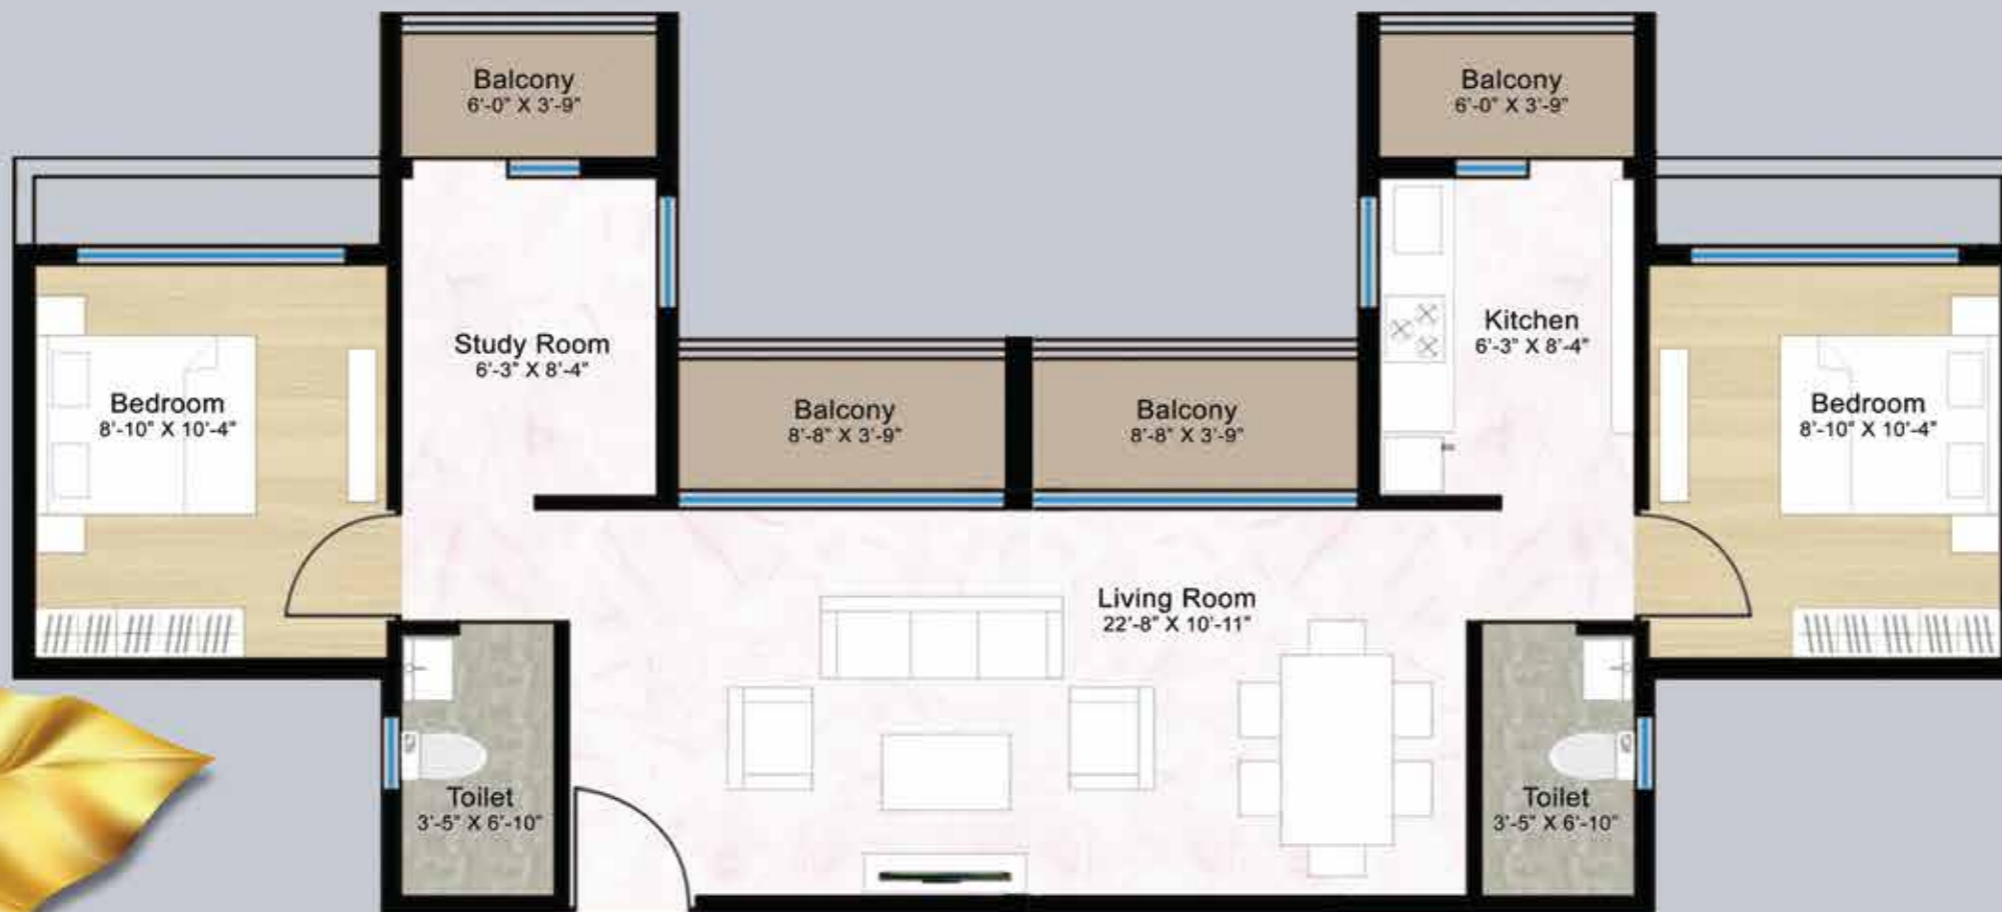 Balcony
6'-0" X 3'-9"
Balcony
6'-0" X 3'-9"
Study Room
6'-3" X 8'-4"
Kitchen
6'-3" X 8'-4"
Bedroom
8'-10" X 10'-4"
Balcony
8'-8" X 3'-9"
Balcony
8'-8" X 3'-9"
Bedroom
8'-10" X 10'-4"
Living Room
22'-8" X 10'-11"
Toilet
3'-5" X 6'-10"
Toilet
3'-5" X 6'-10"